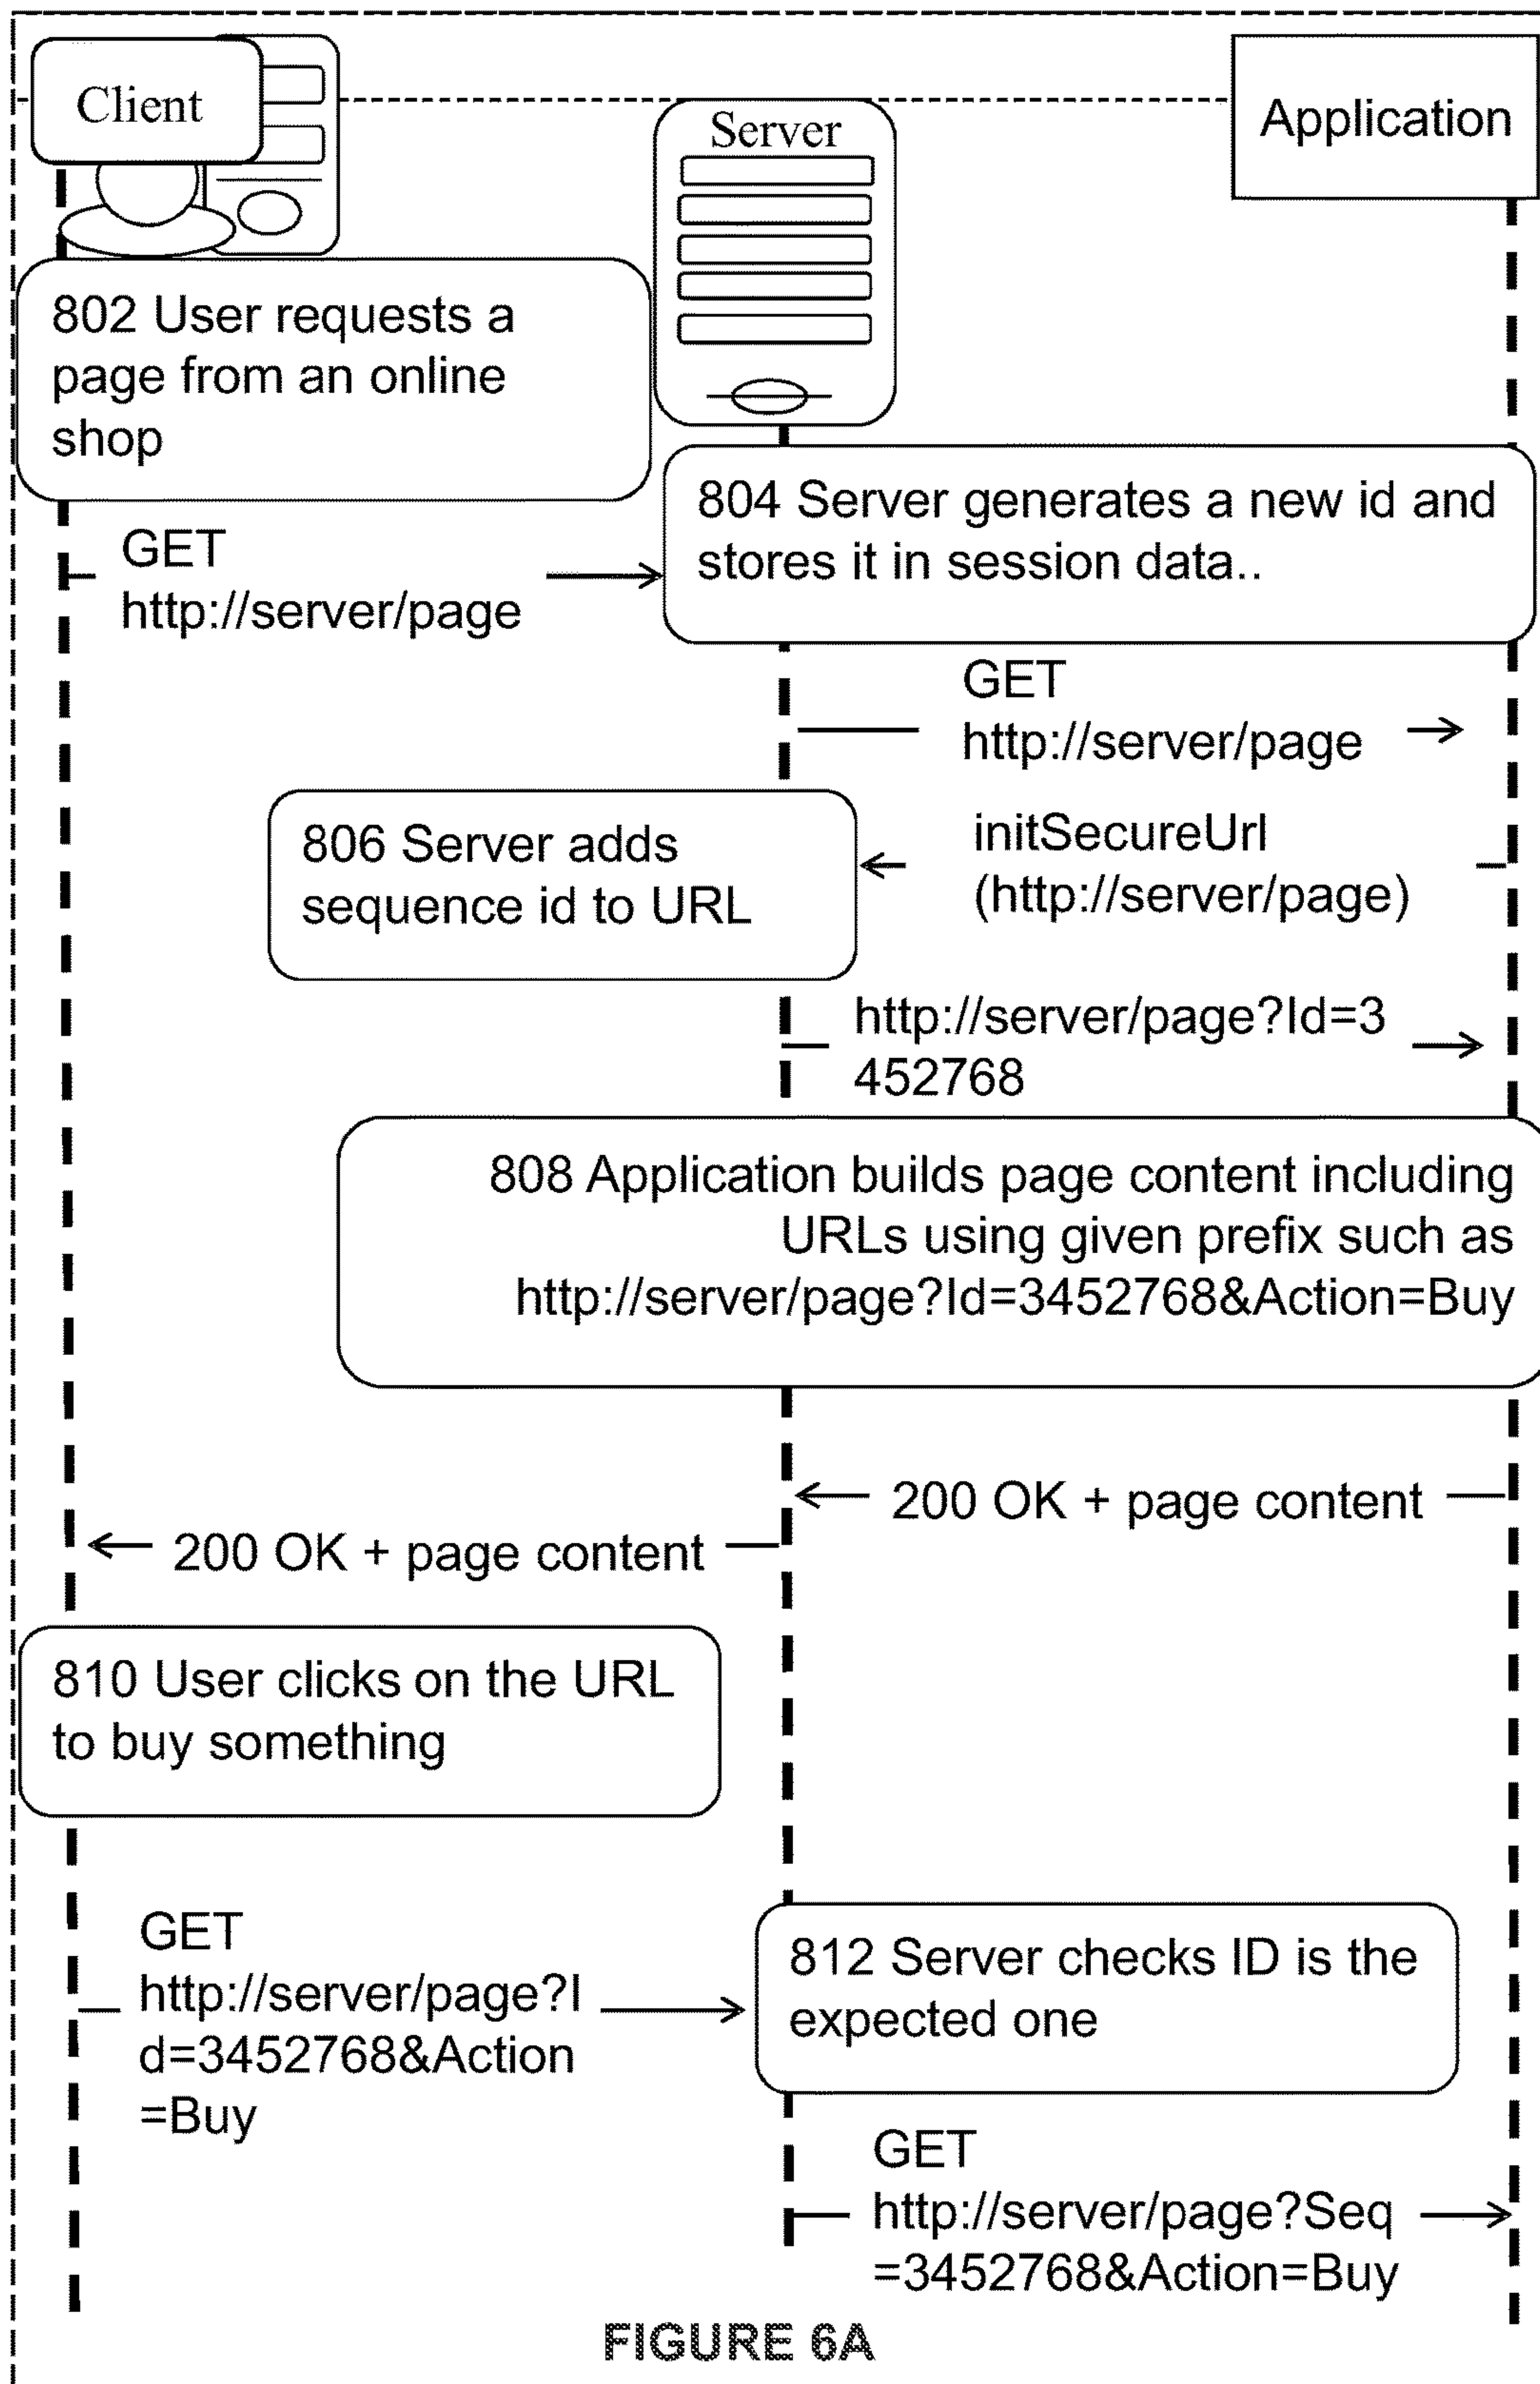 Client
Server
Application
802 User requests a
page from an online
shop
804 Server generates a new id and
stores it in session data..
GET
http://server/page
GET
http://server/page
806 Server adds
sequence id to URL
initSecureUrl
(http://server/page)
http://server/page?Id=3
452768
808 Application builds page content including
URLs using given prefix such as
http://server/page?Id=3452768&Action=Buy
200 OK + page content
200 OK + page content
810 User clicks on the URL
to buy something
GET
http://server/page?I
d=3452768&Action
=Buy
812 Server checks ID is the
expected one
GET
http://server/page?Seq
=3452768&Action=Buy
FIGURE 6A